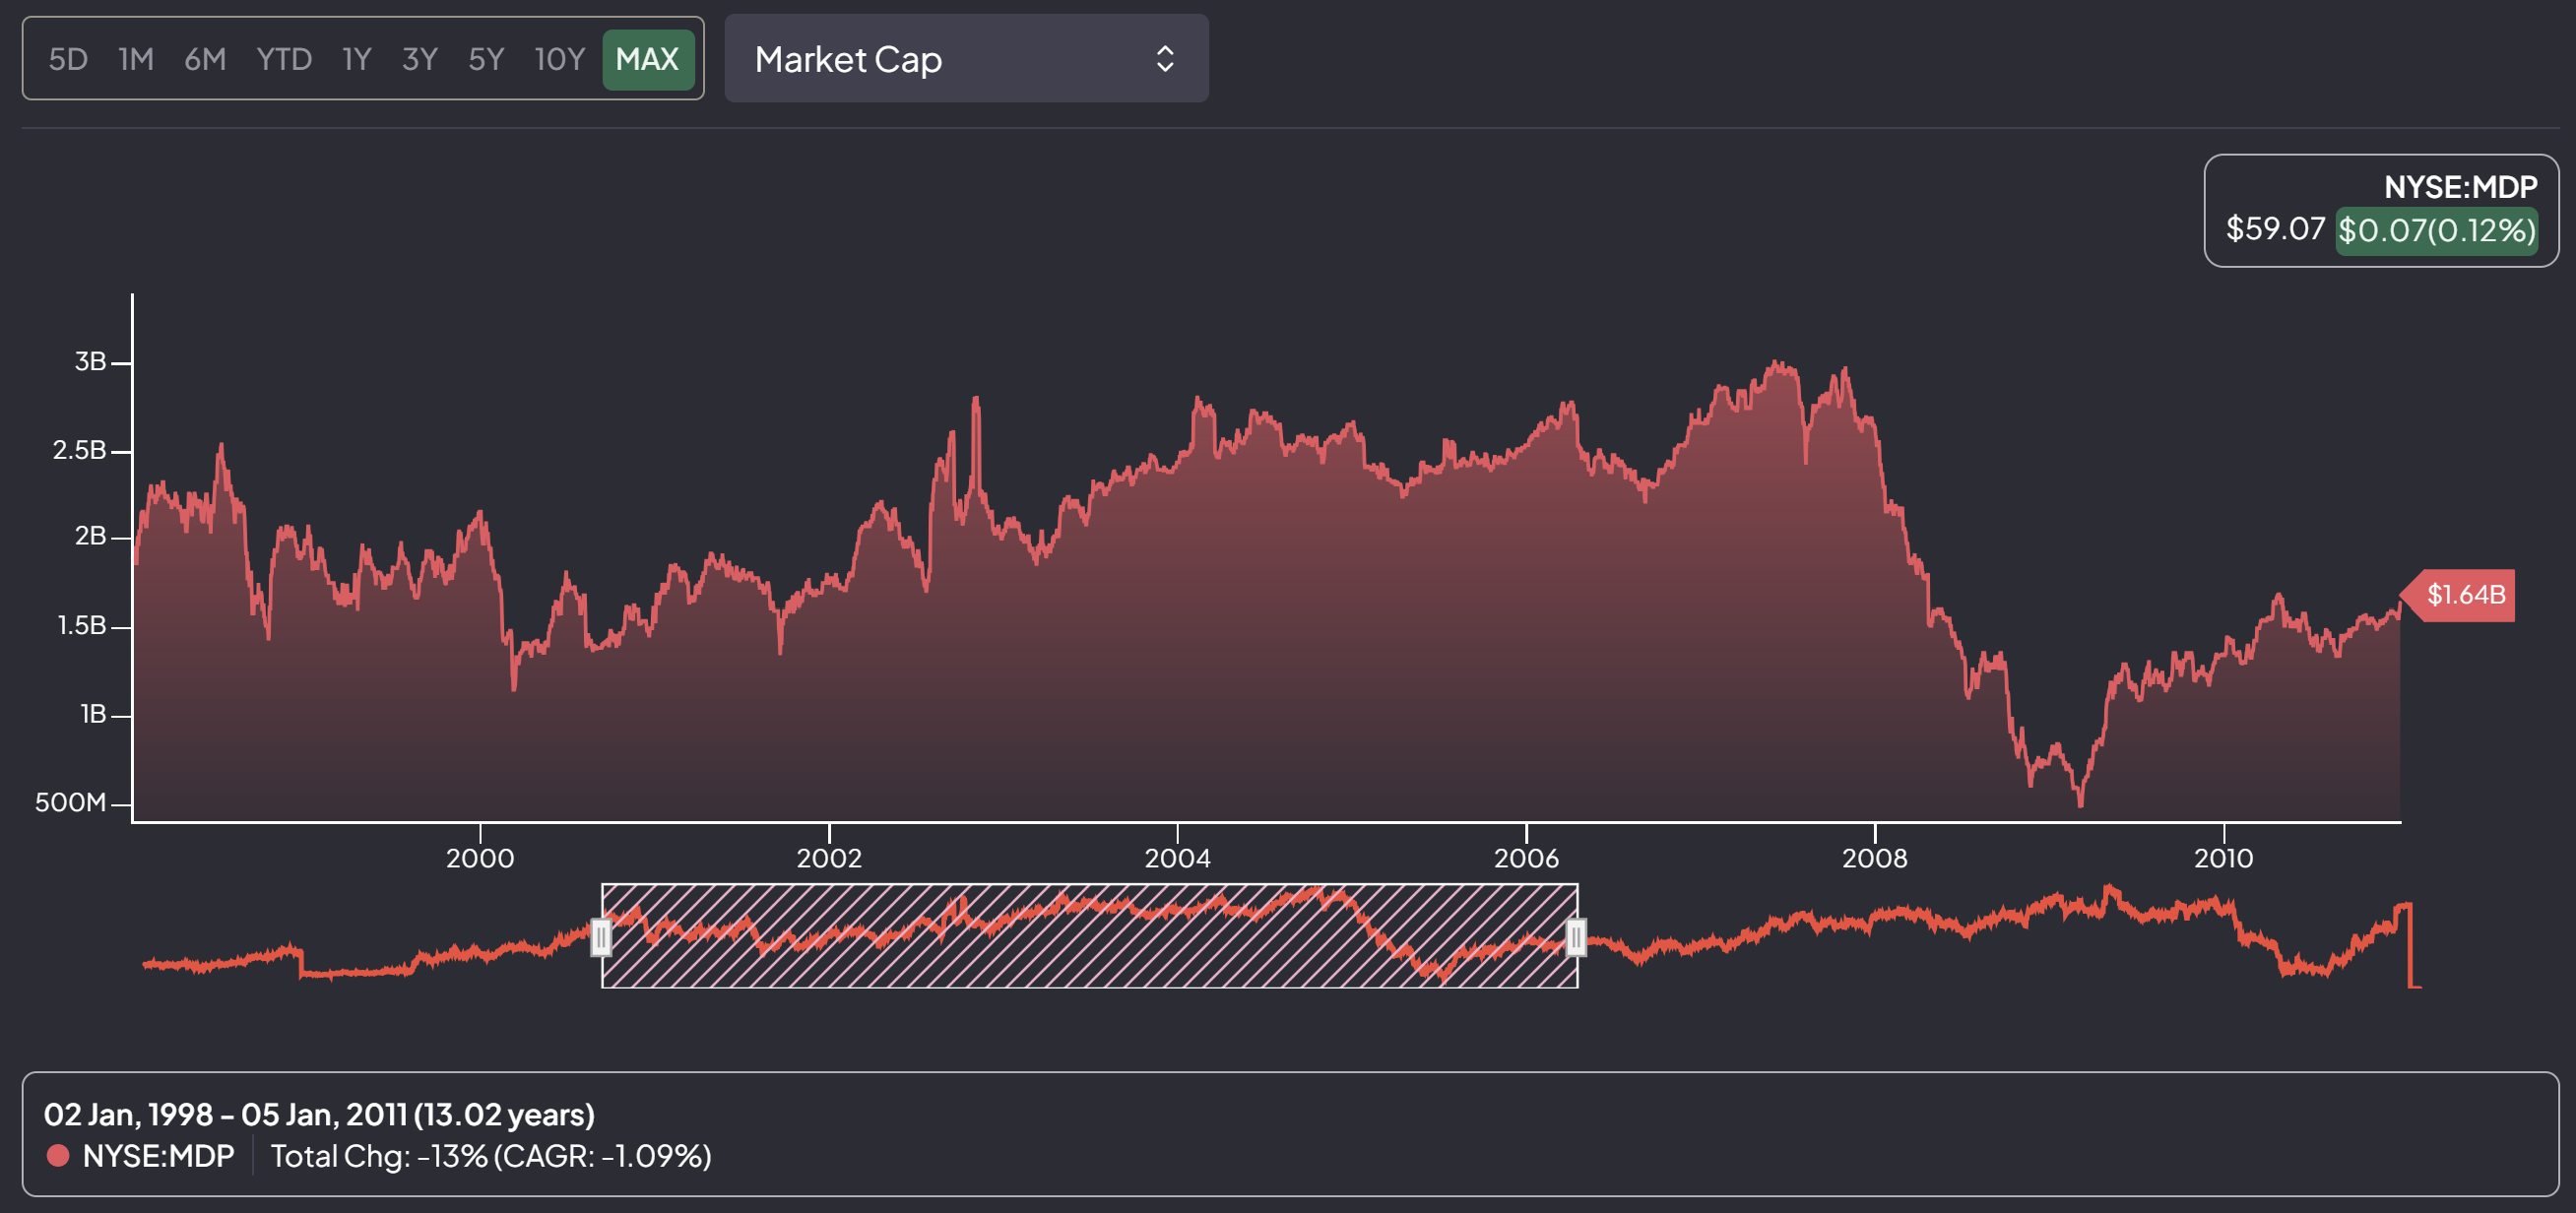 5D 1M 6M YTD 1Y 3Y 5Y 10Y MAX Market Cap
NYSE:MDP
$59.07 $0.07(0.12%)
3B
2.5B
2B
1.5B
1B
500M
$1.64B
2000 2002 2004 2006 2008 2010
02 Jan, 1998 - 05 Jan, 2011 (13.02 years)
NYSE:MDP Total Chg: -13% (CAGR: -1.09%)